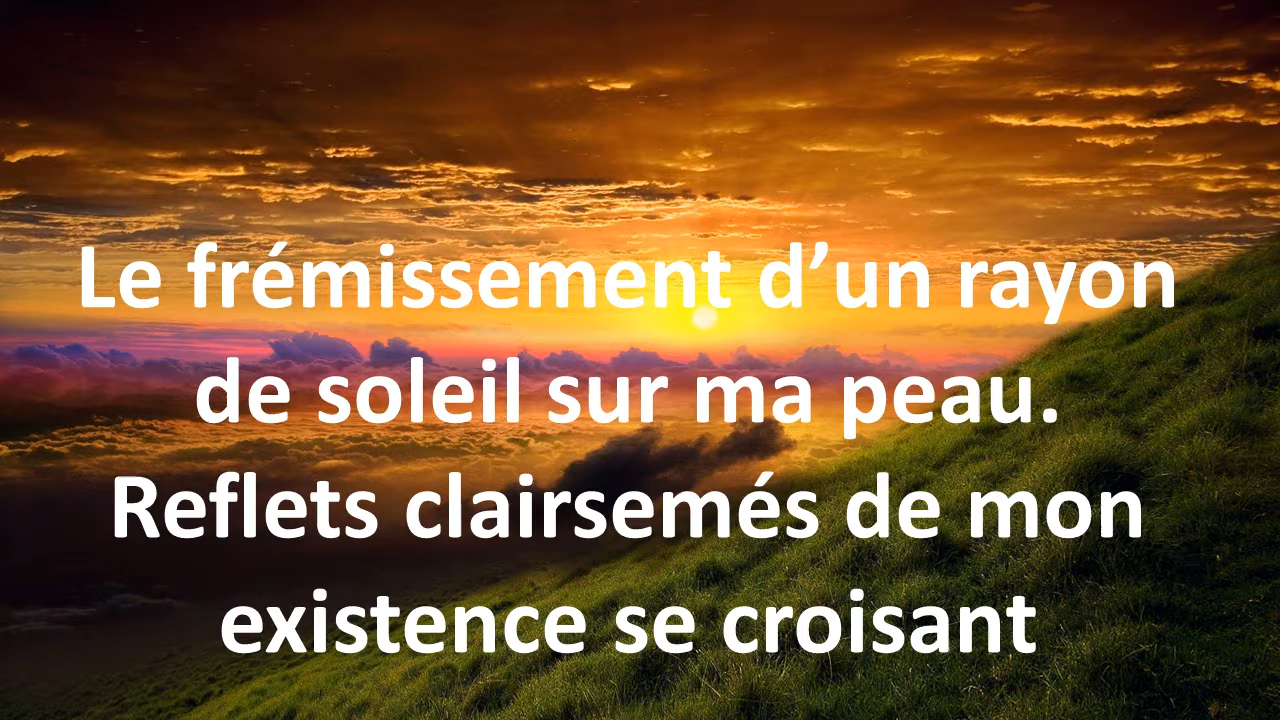 Le frémissement d’un rayon
de soleil sur ma peau.
Reflets clairsemés de mon
existence se croisant